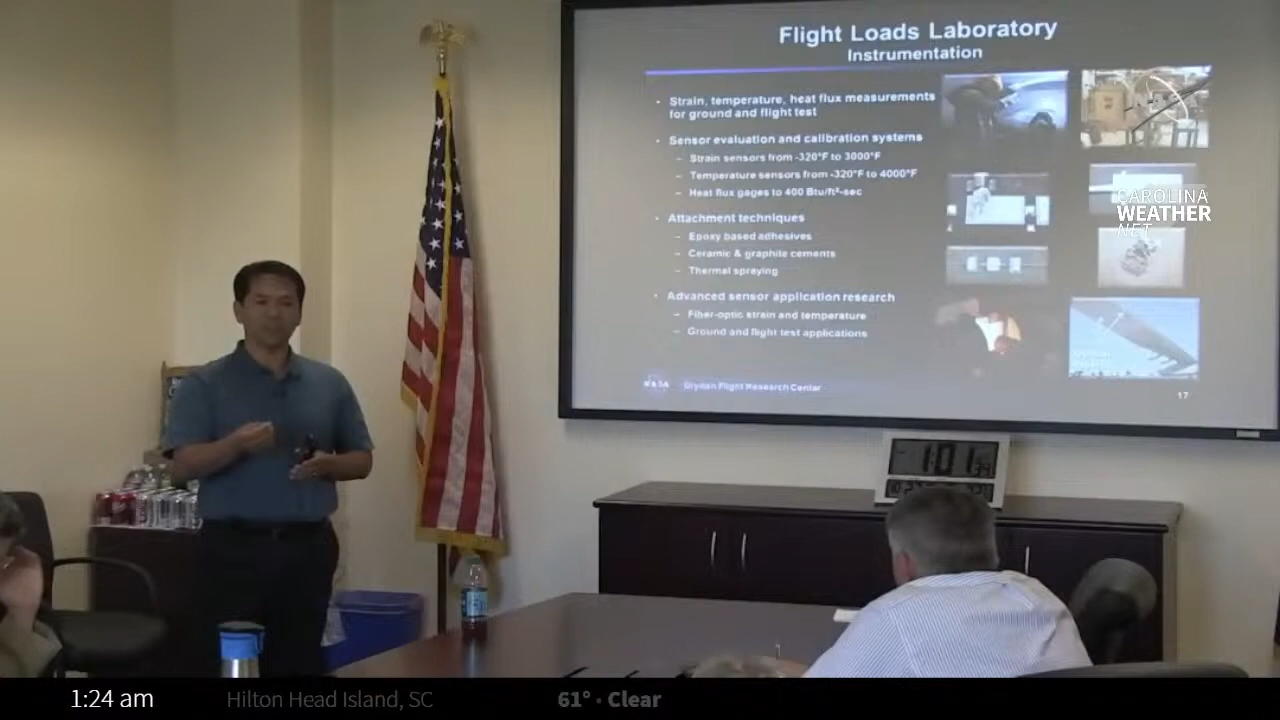 Flight Loads Laboratory
Instrumentation
• Strain, temperature, heat flux measurements
for ground and flight test
• Sensor evaluation and calibration systems
– Strain sensors from -320°F to 3000°F
– Temperature sensors from -320°F to 4000°F
– Heat flux gages to 400 Btu/ft²-sec
• Attachment techniques
– Epoxy based adhesives
– Ceramic & graphite cements
– Thermal spraying
• Advanced sensor application research
– Fiber-optic strain and temperature
– Ground and flight test applications
NASA Dryden Flight Research Center
17
CAROLINA
WEATHER
NET
1:01
1:24 am Hilton Head Island, SC 61° · Clear